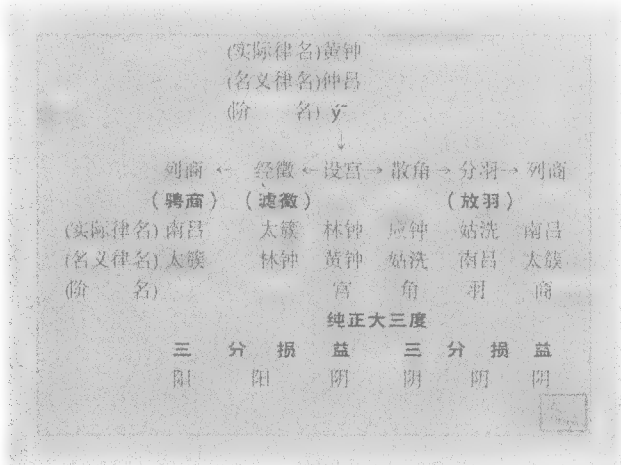 (实际律名)黄钟
(名义律名)钟吕
(阶 名) y
↓
列商 ← 经徵 ← 设宫 → 散角 → 分羽 → 列商
(骋商) (滤徵) (放羽)
(实际律名) 南吕 太簇 林钟 应钟 姑洗 南吕
(名义律名) 太簇 林钟 黄钟 姑洗 南吕 太簇
(阶 名) 宫 角 羽 商
纯正大三度
三 分 损 益 三 分 损 益
阳 阳 阴 阴 阴 阴